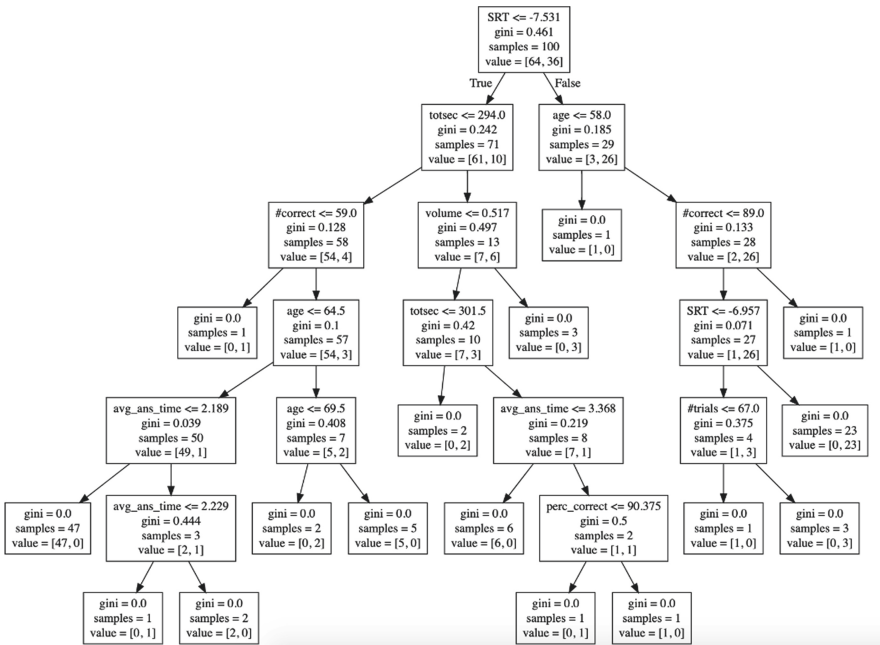 SRT <= -7.531
gini = 0.461
samples = 100
value = [64, 36]
True
False
totsec <= 294.0
gini = 0.242
samples = 71
value = [61, 10]
age <= 58.0
gini = 0.185
samples = 29
value = [3, 26]
#correct <= 59.0
gini = 0.128
samples = 58
value = [54, 4]
volume <= 0.517
gini = 0.497
samples = 13
value = [7, 6]
gini = 0.0
samples = 1
value = [1, 0]
#correct <= 89.0
gini = 0.133
samples = 28
value = [2, 26]
gini = 0.0
samples = 1
value = [0, 1]
age <= 64.5
gini = 0.1
samples = 57
value = [54, 3]
totsec <= 301.5
gini = 0.42
samples = 10
value = [7, 3]
gini = 0.0
samples = 3
value = [0, 3]
SRT <= -6.957
gini = 0.071
samples = 27
value = [1, 26]
gini = 0.0
samples = 1
value = [1, 0]
avg_ans_time <= 2.189
gini = 0.039
samples = 50
value = [49, 1]
age <= 69.5
gini = 0.408
samples = 7
value = [5, 2]
gini = 0.0
samples = 2
value = [0, 2]
avg_ans_time <= 3.368
gini = 0.219
samples = 8
value = [7, 1]
#trials <= 67.0
gini = 0.375
samples = 4
value = [1, 3]
gini = 0.0
samples = 23
value = [0, 23]
gini = 0.0
samples = 47
value = [47, 0]
avg_ans_time <= 2.229
gini = 0.444
samples = 3
value = [2, 1]
gini = 0.0
samples = 2
value = [0, 2]
gini = 0.0
samples = 5
value = [5, 0]
gini = 0.0
samples = 6
value = [6, 0]
perc_correct <= 90.375
gini = 0.5
samples = 2
value = [1, 1]
gini = 0.0
samples = 1
value = [1, 0]
gini = 0.0
samples = 3
value = [0, 3]
gini = 0.0
samples = 1
value = [0, 1]
gini = 0.0
samples = 2
value = [2, 0]
gini = 0.0
samples = 1
value = [0, 1]
gini = 0.0
samples = 1
value = [1, 0]